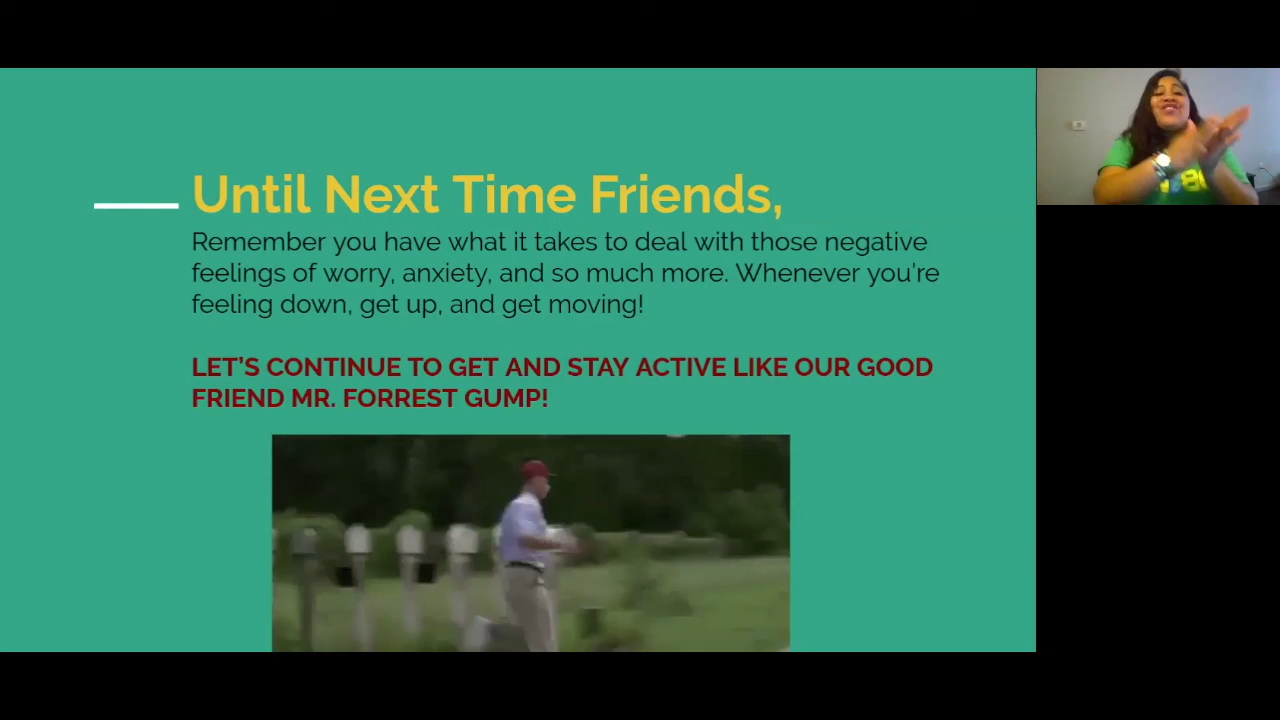 Until Next Time Friends,
Remember you have what it takes to deal with those negative
feelings of worry, anxiety, and so much more. Whenever you're
feeling down, get up, and get moving!
LET'S CONTINUE TO GET AND STAY ACTIVE LIKE OUR GOOD
FRIEND MR. FORREST GUMP!